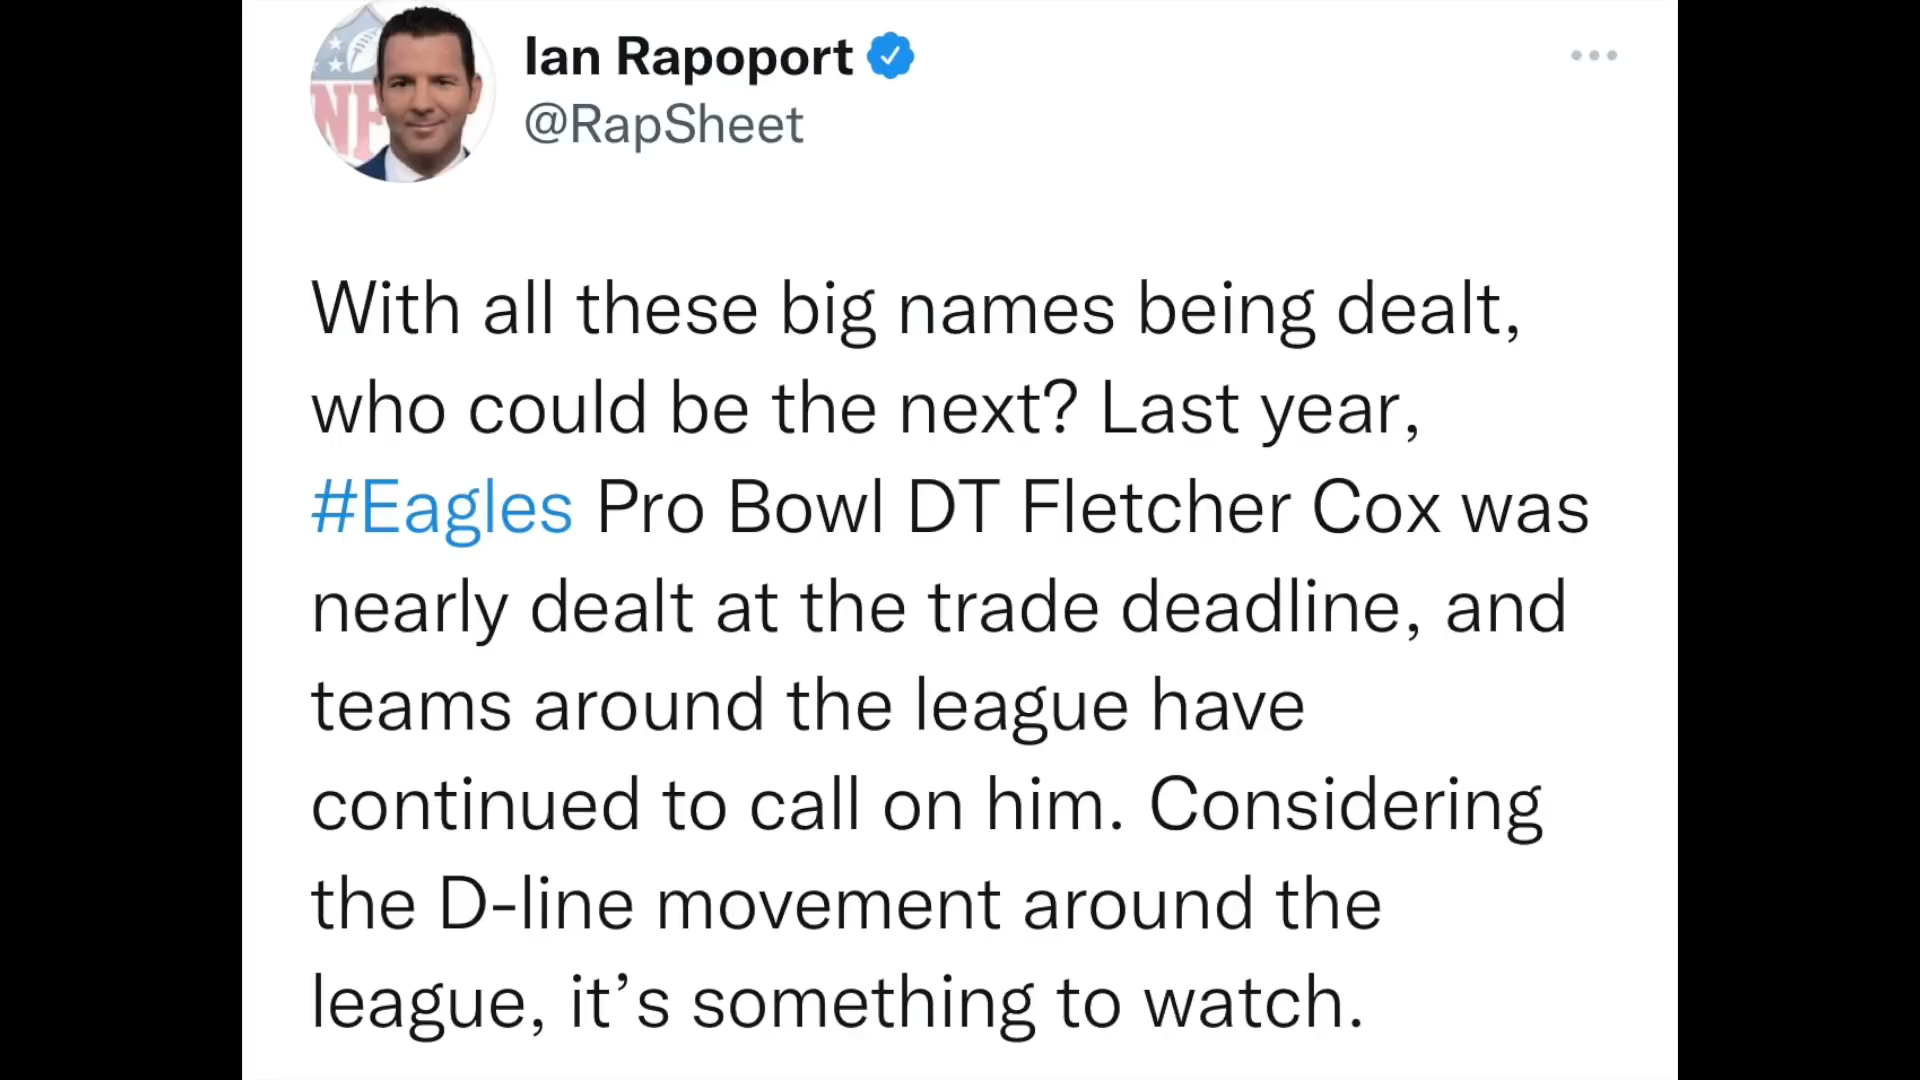 Ian Rapoport
@RapSheet
With all these big names being dealt,
who could be the next? Last year,
#Eagles Pro Bowl DT Fletcher Cox was
nearly dealt at the trade deadline, and
teams around the league have
continued to call on him. Considering
the D-line movement around the
league, it’s something to watch.